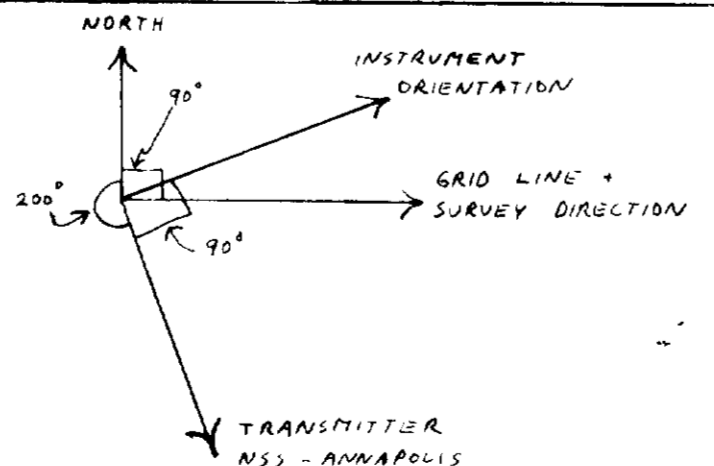 NORTH
INSTRUMENT
ORIENTATION
90°
GRID LINE +
SURVEY DIRECTION
200°
90°
TRANSMITTER
NSS - ANNAPOLIS